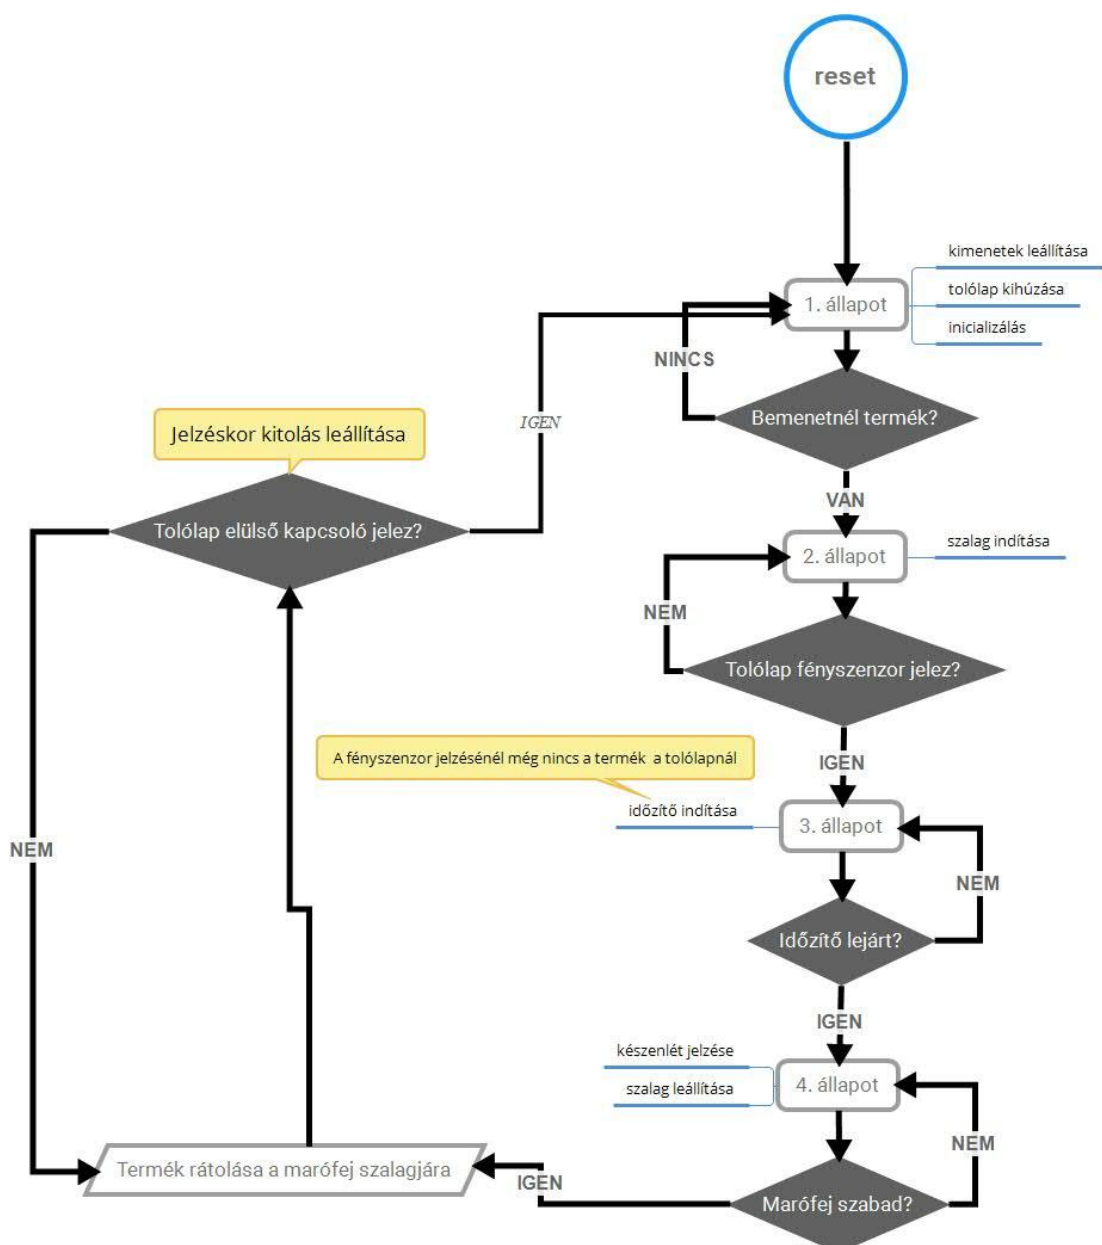 reset
kimenetek leállítása
1. állapot
tolólap kihúzása
inicializálás
NINCS
Bemenetnél termék?
IGEN
Jelzéskor kitolás leállítása
VAN
Tolólap elülső kapcsoló jelez?
2. állapot
szalag indítása
NEM
Tolólap fényszenzor jelez?
A fényszenzor jelzésénél még nincs a termék a tolólapnál
IGEN
időzítő indítása
3. állapot
NEM
NEM
Időzítő lejárt?
IGEN
készenlét jelzése
szalag leállítása
4. állapot
NEM
Termék rátolása a marófej szalagjára
IGEN
Marófej szabad?